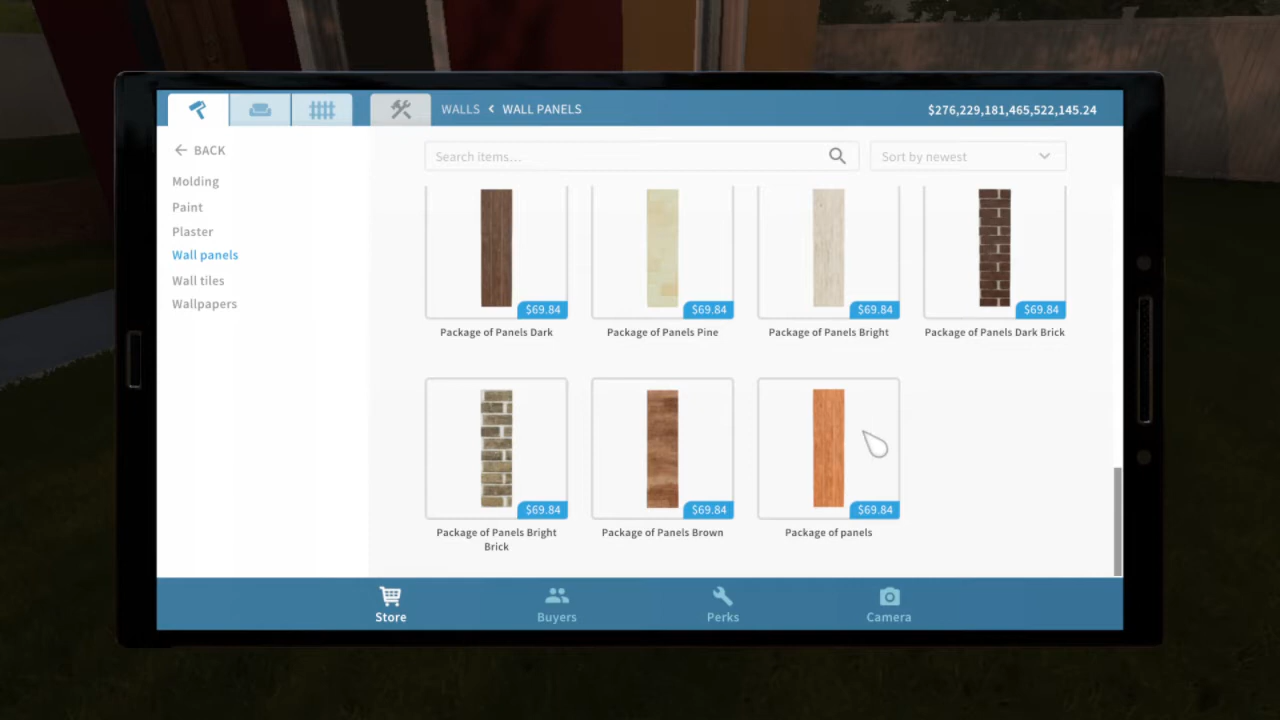 WALLS < WALL PANELS
$276,229,181,465,522,145.24
BACK
Molding
Paint
Plaster
Wall panels
Wall tiles
Wallpapers
Search items...
Sort by newest
$69.84
Package of Panels Dark
$69.84
Package of Panels Pine
$69.84
Package of Panels Bright
$69.84
Package of Panels Dark Brick
$69.84
Package of Panels Bright
Brick
$69.84
Package of Panels Brown
$69.84
Package of panels
Store
Buyers
Perks
Camera